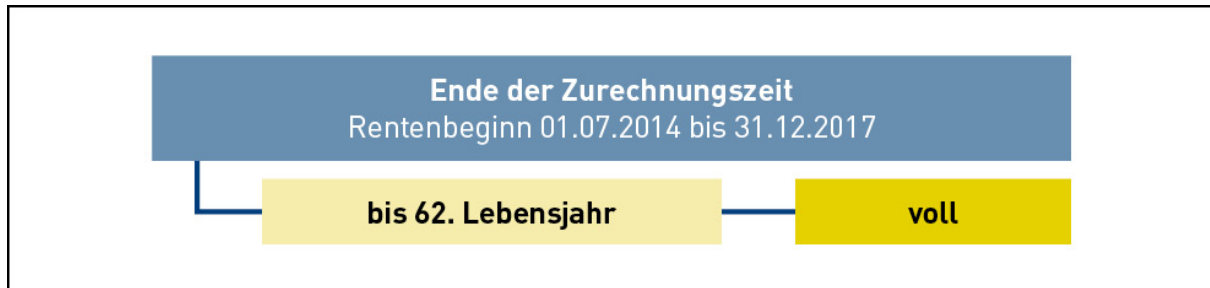 Ende der Zurechnungszeit
Rentenbeginn 01.07.2014 bis 31.12.2017
bis 62. Lebensjahr
voll